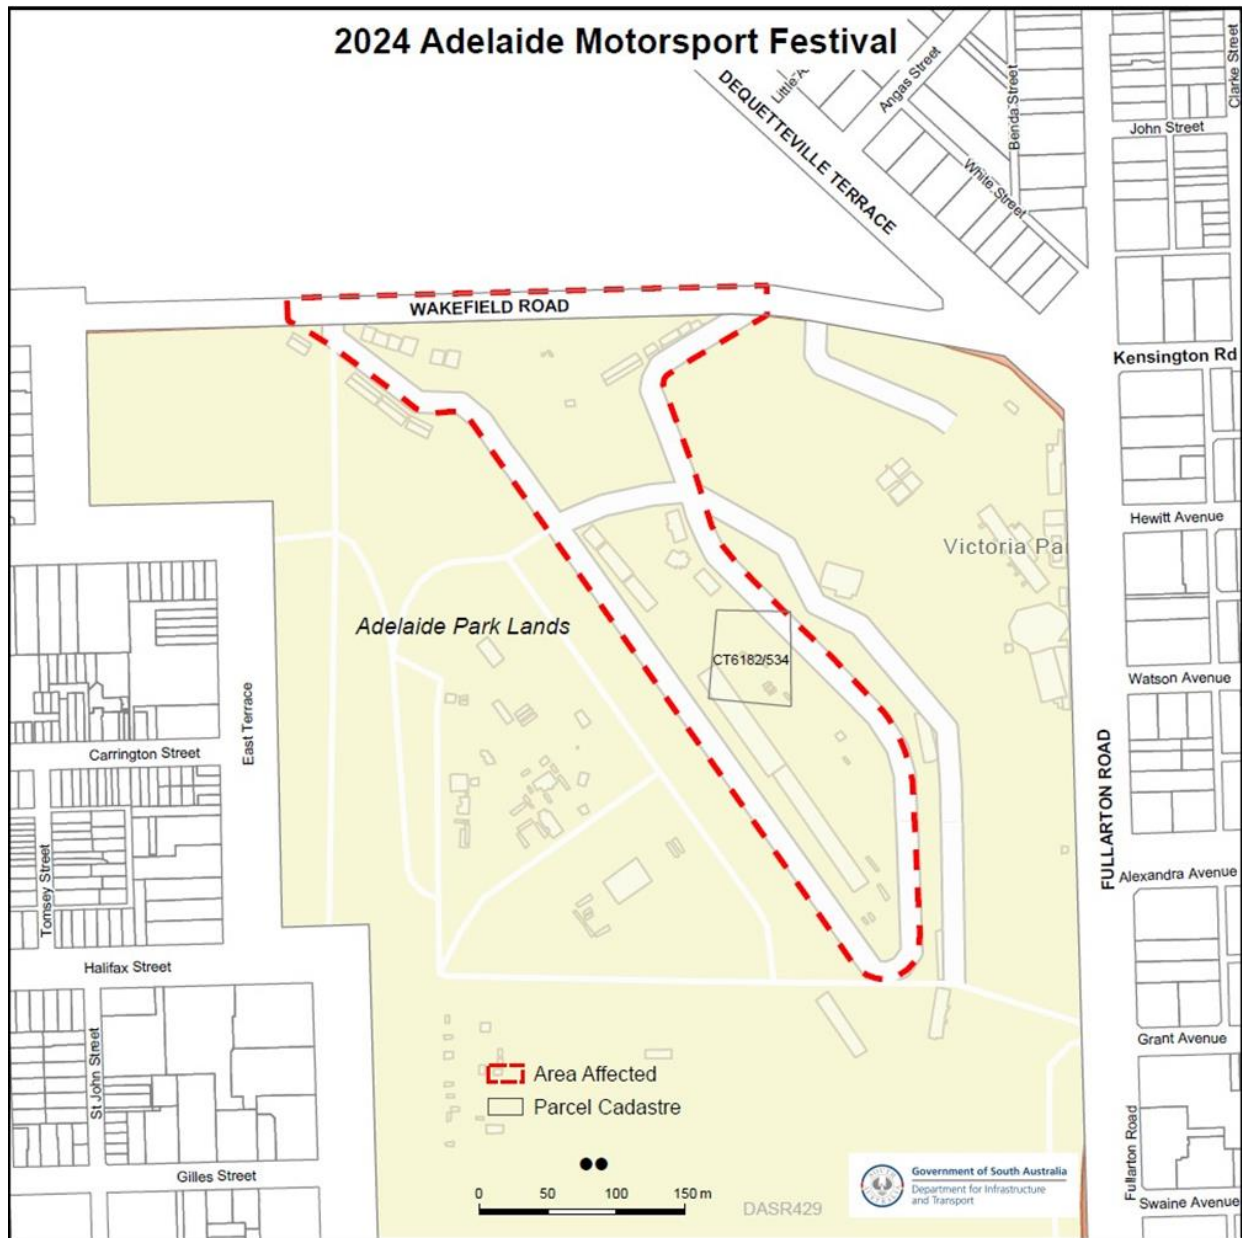 2024 Adelaide Motorsport Festival
DEQUETTEVILLE TERRACE
Angas Street
Benda Street
White Street
Clarke Street
John Street
WAKEFIELD ROAD
Kensington Rd
Hewitt Avenue
Victoria Pa
Adelaide Park Lands
CT6182/534
Watson Avenue
East Terrace
Carrington Street
FULLARTON ROAD
Tomsey Street
Alexandra Avenue
Halifax Street
St John Street
Grant Avenue
Area Affected
Parcel Cadastre
Gilles Street
0 50 100 150 m
DASR429
SOUTH AUSTRALIA
Government of South Australia
Department for Infrastructure
and Transport
Fullarton Road
Swaine Avenue